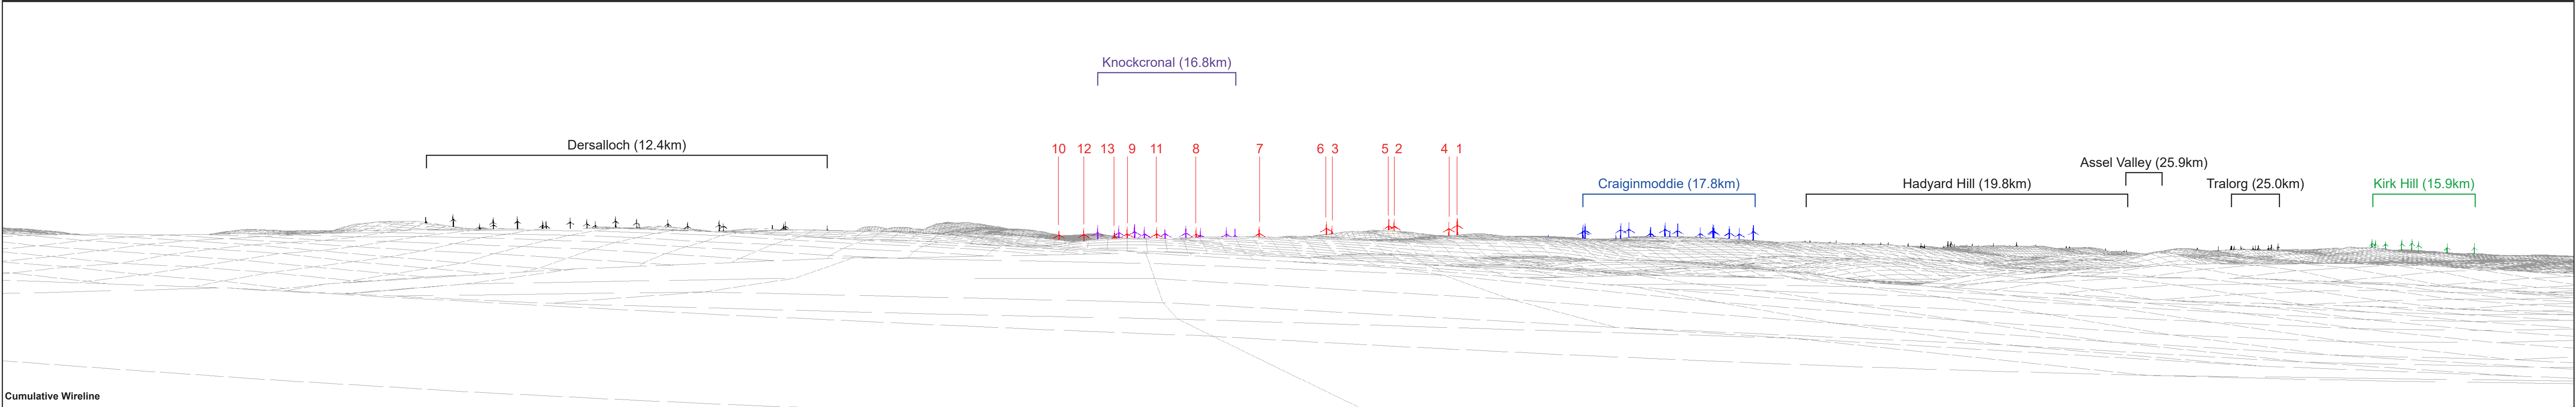 Knockcronal (16.8km)
Dersalloch (12.4km)
10 12 13 9 11 8 7 6 3 5 2 4 1
Assel Valley (25.9km)
Craiginmoddie (17.8km)
Hadyard Hill (19.8km)
Tralorg (25.0km)
Kirk Hill (15.9km)
Cumulative Wireline